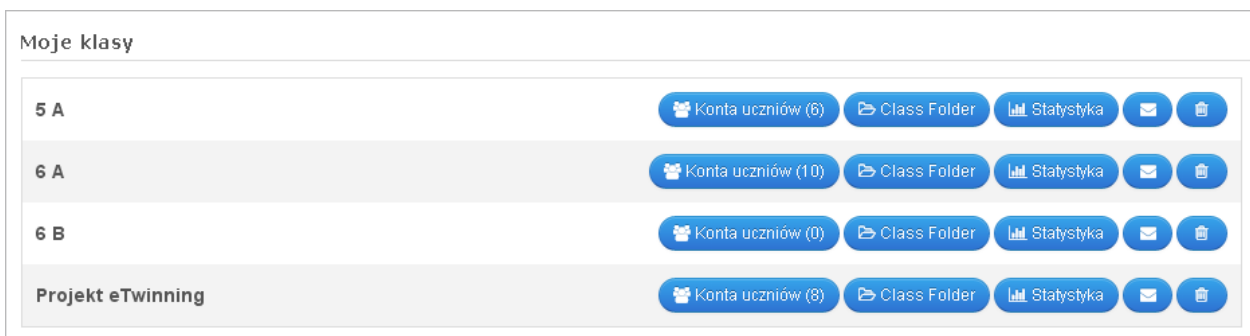 Moje klasy
5 A Konta uczniów (6) Class Folder Statystyka
6 A Konta uczniów (10) Class Folder Statystyka
6 B Konta uczniów (0) Class Folder Statystyka
Projekt eTwinning Konta uczniów (8) Class Folder Statystyka